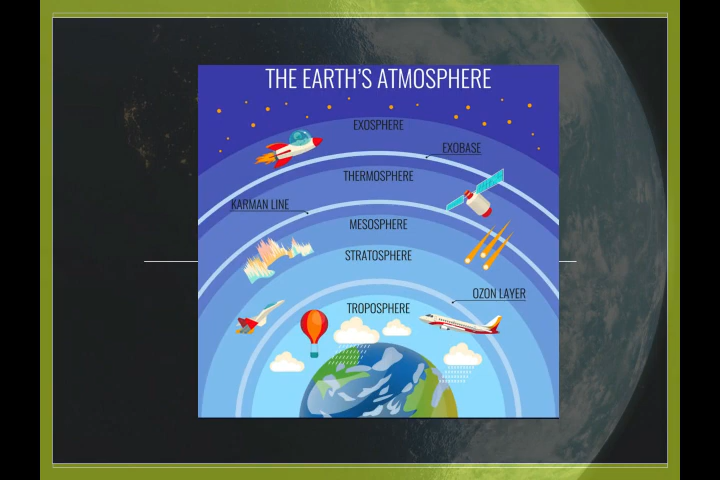 THE EARTH'S ATMOSPHERE
EXOSPHERE
EXOBASE
THERMOSPHERE
KARMAN LINE
MESOSPHERE
STRATOSPHERE
OZON LAYER
TROPOSPHERE